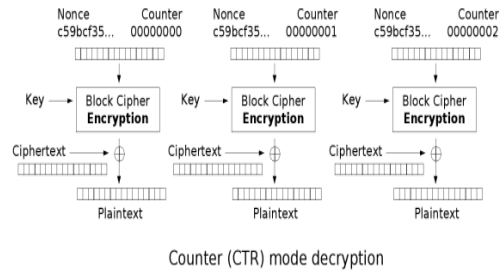 Nonce Counter Nonce Counter Nonce Counter
c59bcf35... 00000000 c59bcf35... 00000001 c59bcf35... 00000002
Key Block Cipher Encryption Key Block Cipher Encryption Key Block Cipher Encryption
Ciphertext Ciphertext Ciphertext
Plaintext Plaintext Plaintext
Counter (CTR) mode decryption